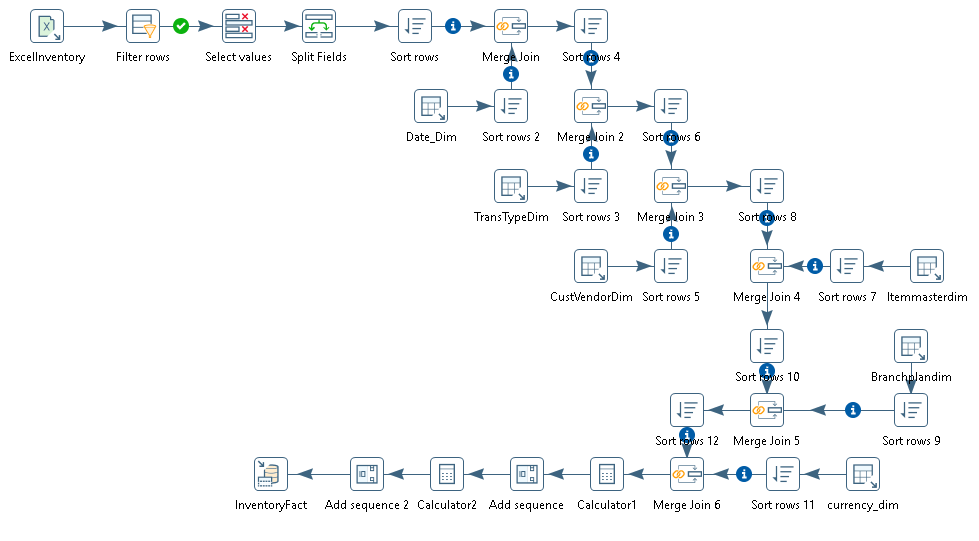 ExcelInventory
Filter rows
Select values
Split Fields
Sort rows
Merge Join
Sort rows 4
Date_Dim
Sort rows 2
Merge Join 2
Sort rows 6
TransTypeDim
Sort rows 3
Merge Join 3
Sort rows 8
CustVendorDim
Sort rows 5
Merge Join 4
Sort rows 7
Itemmasterdim
Sort rows 10
Branchplandim
Sort rows 12
Merge Join 5
Sort rows 9
InventoryFact
Add sequence 2
Calculator2
Add sequence
Calculator1
Merge Join 6
Sort rows 11
currency_dim